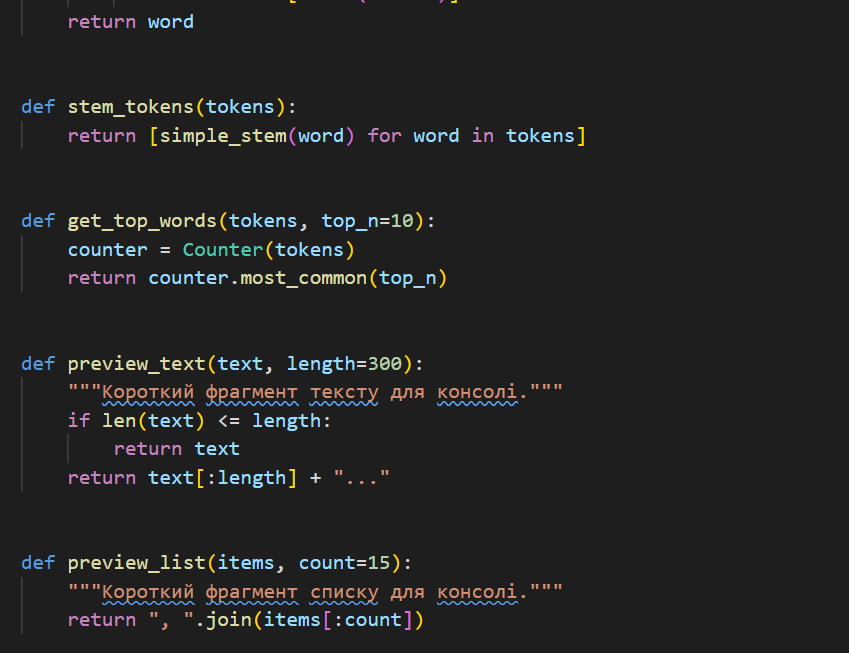 return word
def stem_tokens(tokens):
return [simple_stem(word) for word in tokens]
def get_top_words(tokens, top_n=10):
counter = Counter(tokens)
return counter.most_common(top_n)
def preview_text(text, length=300):
"""Короткий фрагмент тексту для консолі."""
if len(text) <= length:
return text
return text[:length] + "..."
def preview_list(items, count=15):
"""Короткий фрагмент списку для консолі."""
return ", ".join(items[:count])